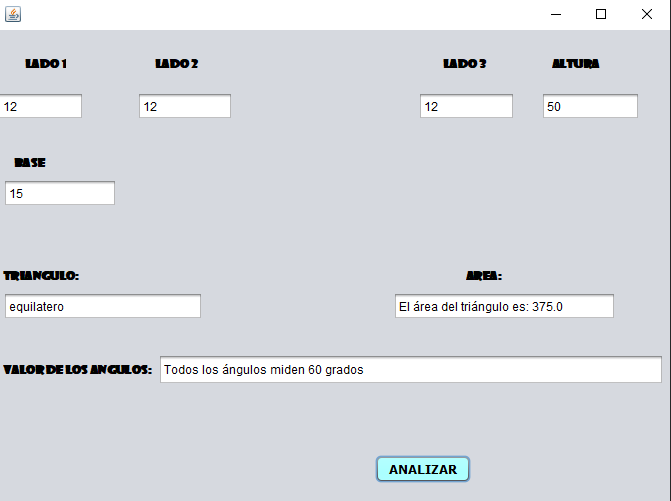 LADO 1 LADO 2 LADO 3 ALTURA
12 12 12 50
BASE
15
TRIANGULO: AREA:
equilatero El área del triángulo es: 375.0
VALOR DE LOS ANGULOS: Todos los ángulos miden 60 grados
ANALIZAR